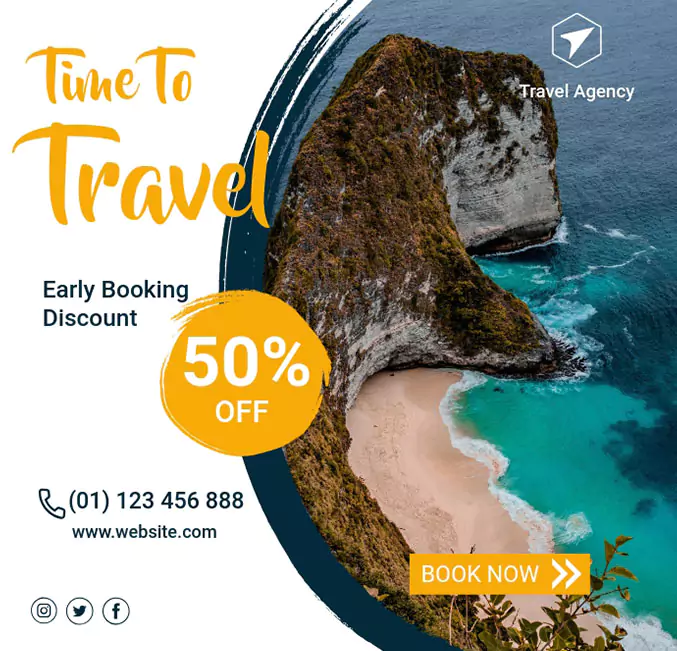 Time To
Travel
Travel Agency
Early Booking
Discount
50%
OFF
(01) 123 456 888
www.website.com
BOOK NOW